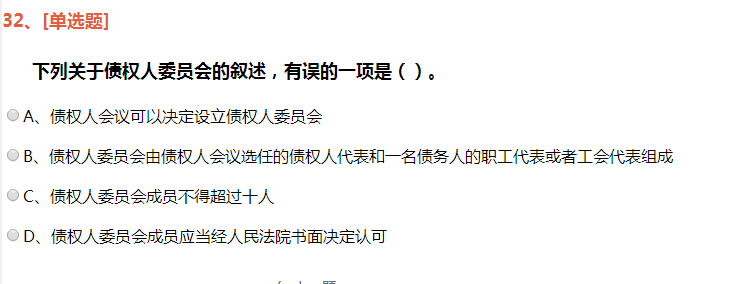 32、[单选题]
下列关于债权人委员会的叙述，有误的一项是（ ）。
A、债权人会议可以决定设立债权人委员会
B、债权人委员会由债权人会议选任的债权人代表和一名债务人的职工代表或者工会代表组成
C、债权人委员会成员不得超过十人
D、债权人委员会成员应当经人民法院书面决定认可